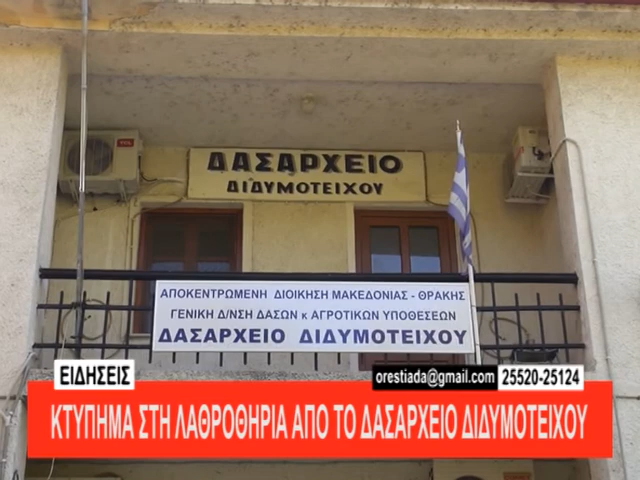 ΔΑΣΑΡΧΕΙΟ
ΔΙΔΥΜΟΤΕΙΧΟΥ
ΑΠΟΚΕΝΤΡΩΜΕΝΗ ΔΙΟΙΚΗΣΗ ΜΑΚΕΔΟΝΙΑΣ - ΘΡΑΚΗΣ
ΓΕΝΙΚΗ Δ/ΝΣΗ ΔΑΣΩΝ κ ΑΓΡΟΤΙΚΩΝ ΥΠΟΘΕΣΕΩΝ
ΔΑΣΑΡΧΕΙΟ ΔΙΔΥΜΟΤΕΙΧΟΥ
ΕΙΔΗΣΕΙΣ
orestiada@gmail.com 25520-25124
ΚΤΥΠΗΜΑ ΣΤΗ ΛΑΘΡΟΘΗΡΙΑ ΑΠΟ ΤΟ ΔΑΣΑΡΧΕΙΟ ΔΙΔΥΜΟΤΕΙΧΟΥ